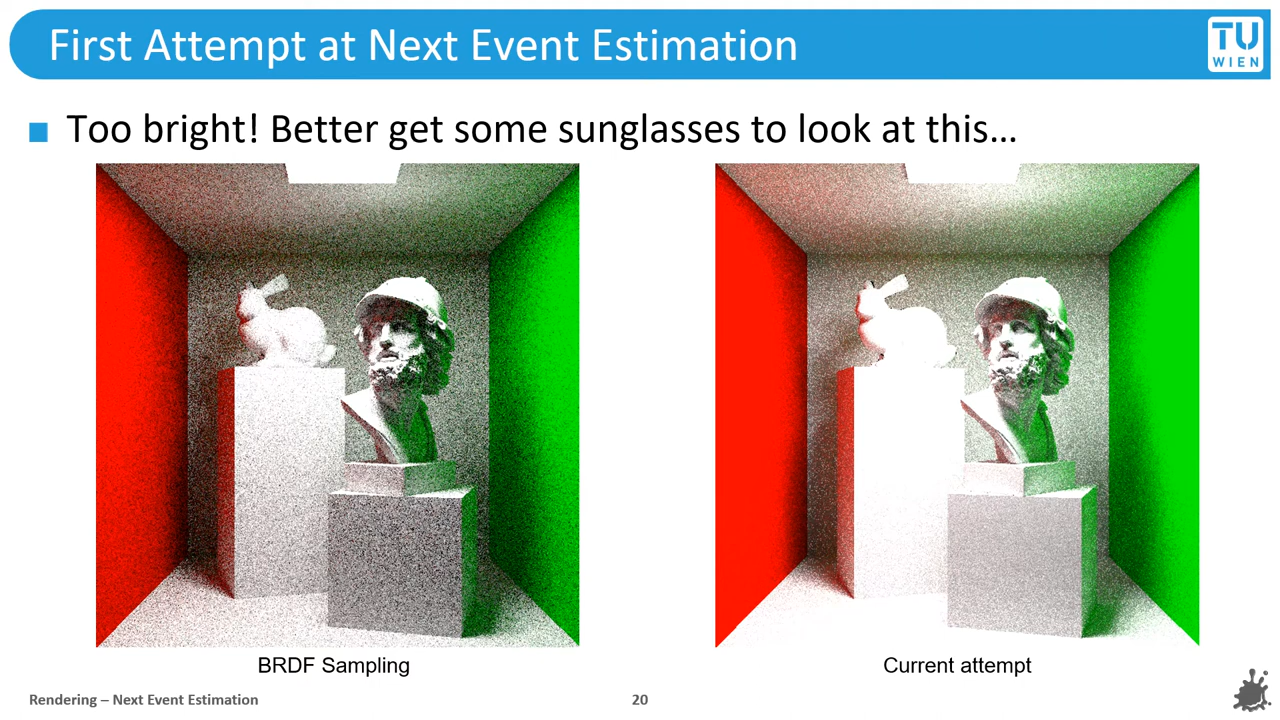 First Attempt at Next Event Estimation
TU
WIEN
Too bright! Better get some sunglasses to look at this…
BRDF Sampling
Current attempt
Rendering – Next Event Estimation
20